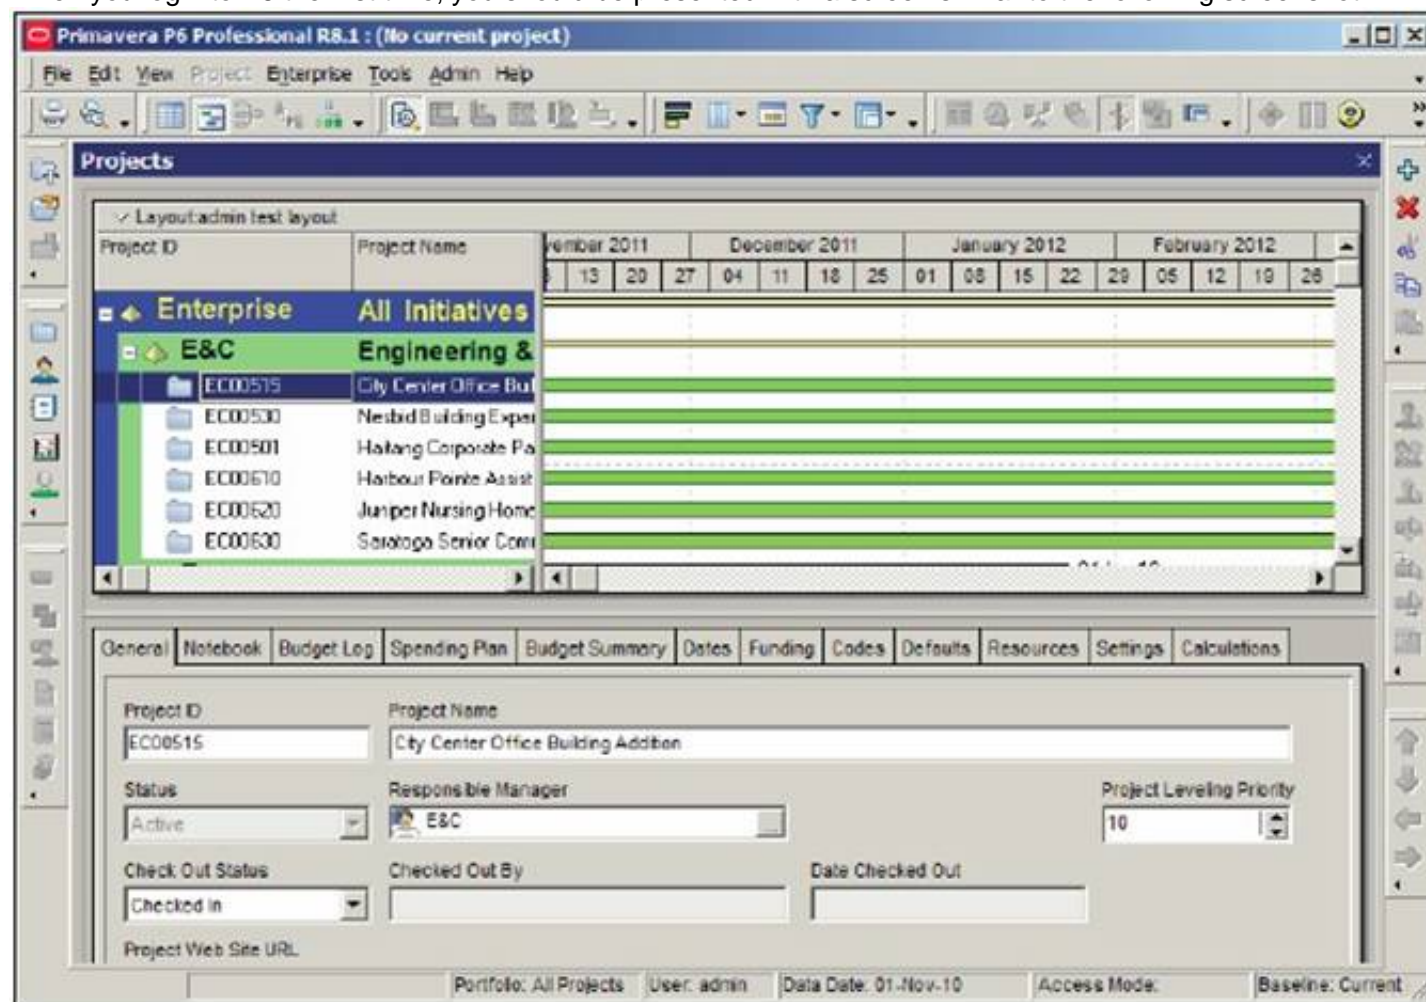 Primavera P6 Professional R8.1 : (No current project)
File Edit View Project Enterprise Tools Admin Help
Projects
Layout: admin test layout
Project ID Project Name vember 2011 December 2011 January 2012 February 2012
13 20 27 04 11 18 25 01 08 15 22 29 05 12 19 26
Enterprise All Initiatives
E&C Engineering &
EC00515 City Center Office Buil
EC00530 Nesbid Building Expan
EC00501 Haitang Corporate Pa
EC00610 Harbour Pointe Assist
EC00620 Juniper Nursing Home
EC00630 Saratoga Senior Comm
General Notebook Budget Log Spending Plan Budget Summary Dates Funding Codes Defaults Resources Settings Calculations
Project ID Project Name
EC00515 City Center Office Building Addition
Status Responsible Manager Project Leveling Priority
Active E&C 10
Check Out Status Checked Out By Date Checked Out
Checked In
Project Web Site URL
Portfolio: All Projects User: admin Data Date: 01-Nov-10 Access Mode: Baseline: Current